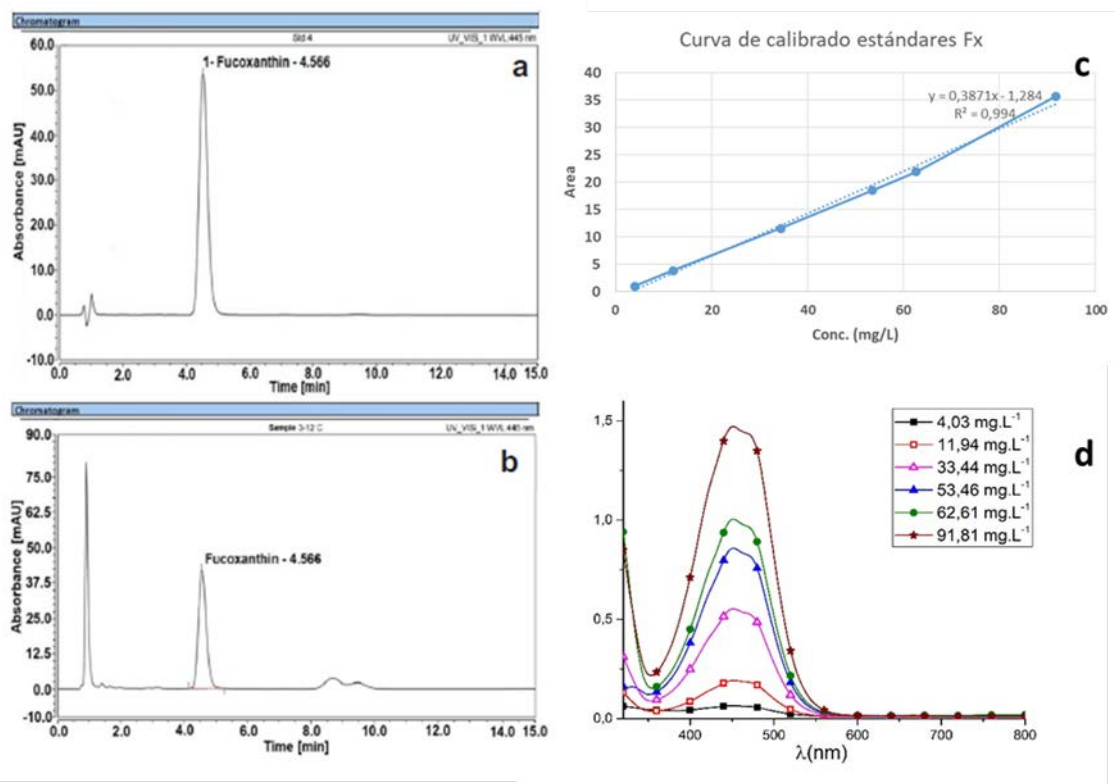 Chromatogram
Std 4
UV_VIS_1 WVL:445 nm
60.0
50.0
40.0
30.0
20.0
10.0
0.0
-10.0
Absorbance [mAU]
1- Fucoxanthin - 4.566
a
0.0 2.0 4.0 6.0 8.0 10.0 12.0 14.0 15.0
Time [min]
Chromatogram
Sample 3-12 C
UV_VIS_1 WVL:445 nm
90.0
75.0
62.5
50.0
37.5
25.0
12.5
0.0
-10.0
Absorbance [mAU]
Fucoxanthin - 4.566
b
0.0 2.0 4.0 6.0 8.0 10.0 12.0 14.0 15.0
Time [min]
Curva de calibrado estándares Fx
c
y = 0,3871x - 1,284
R² = 0,994
40
35
30
25
20
15
10
5
0
Area
0 20 40 60 80 100
Conc. (mg/L)
d
1,5
1,0
0,5
0,0
4,03 mg.L⁻¹
11,94 mg.L⁻¹
33,44 mg.L⁻¹
53,46 mg.L⁻¹
62,61 mg.L⁻¹
91,81 mg.L⁻¹
400 500 600 700 800
λ(nm)